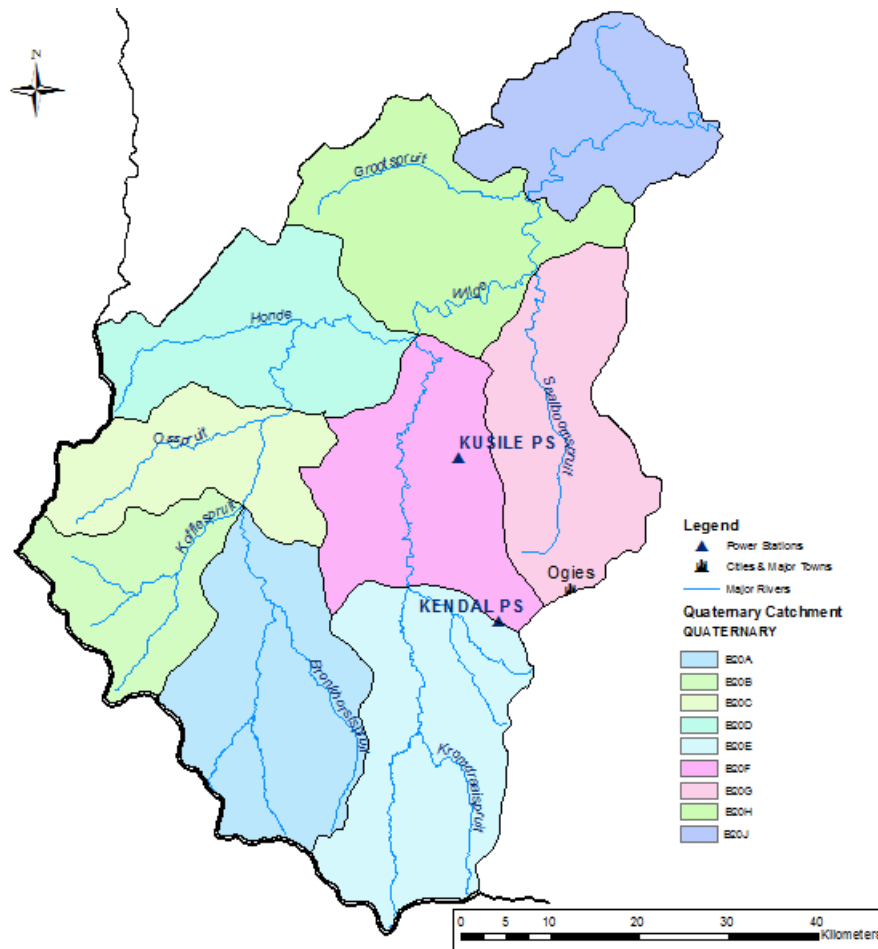 N
Grootspruit
Wilge
Honde
Saalboomspruit
KUSILE PS
Osspruit
Koffiespruit
Ogies
KENDAL PS
Bronkhorstspruit
Kromdraaispruit
Legend
Power Stations
Cities & Major Towns
Major Rivers
Quaternary Catchment
QUATERNARY
B20A
B20B
B20C
B20D
B20E
B20F
B20G
B20H
B20J
0 5 10 20 30 40
Kilometers